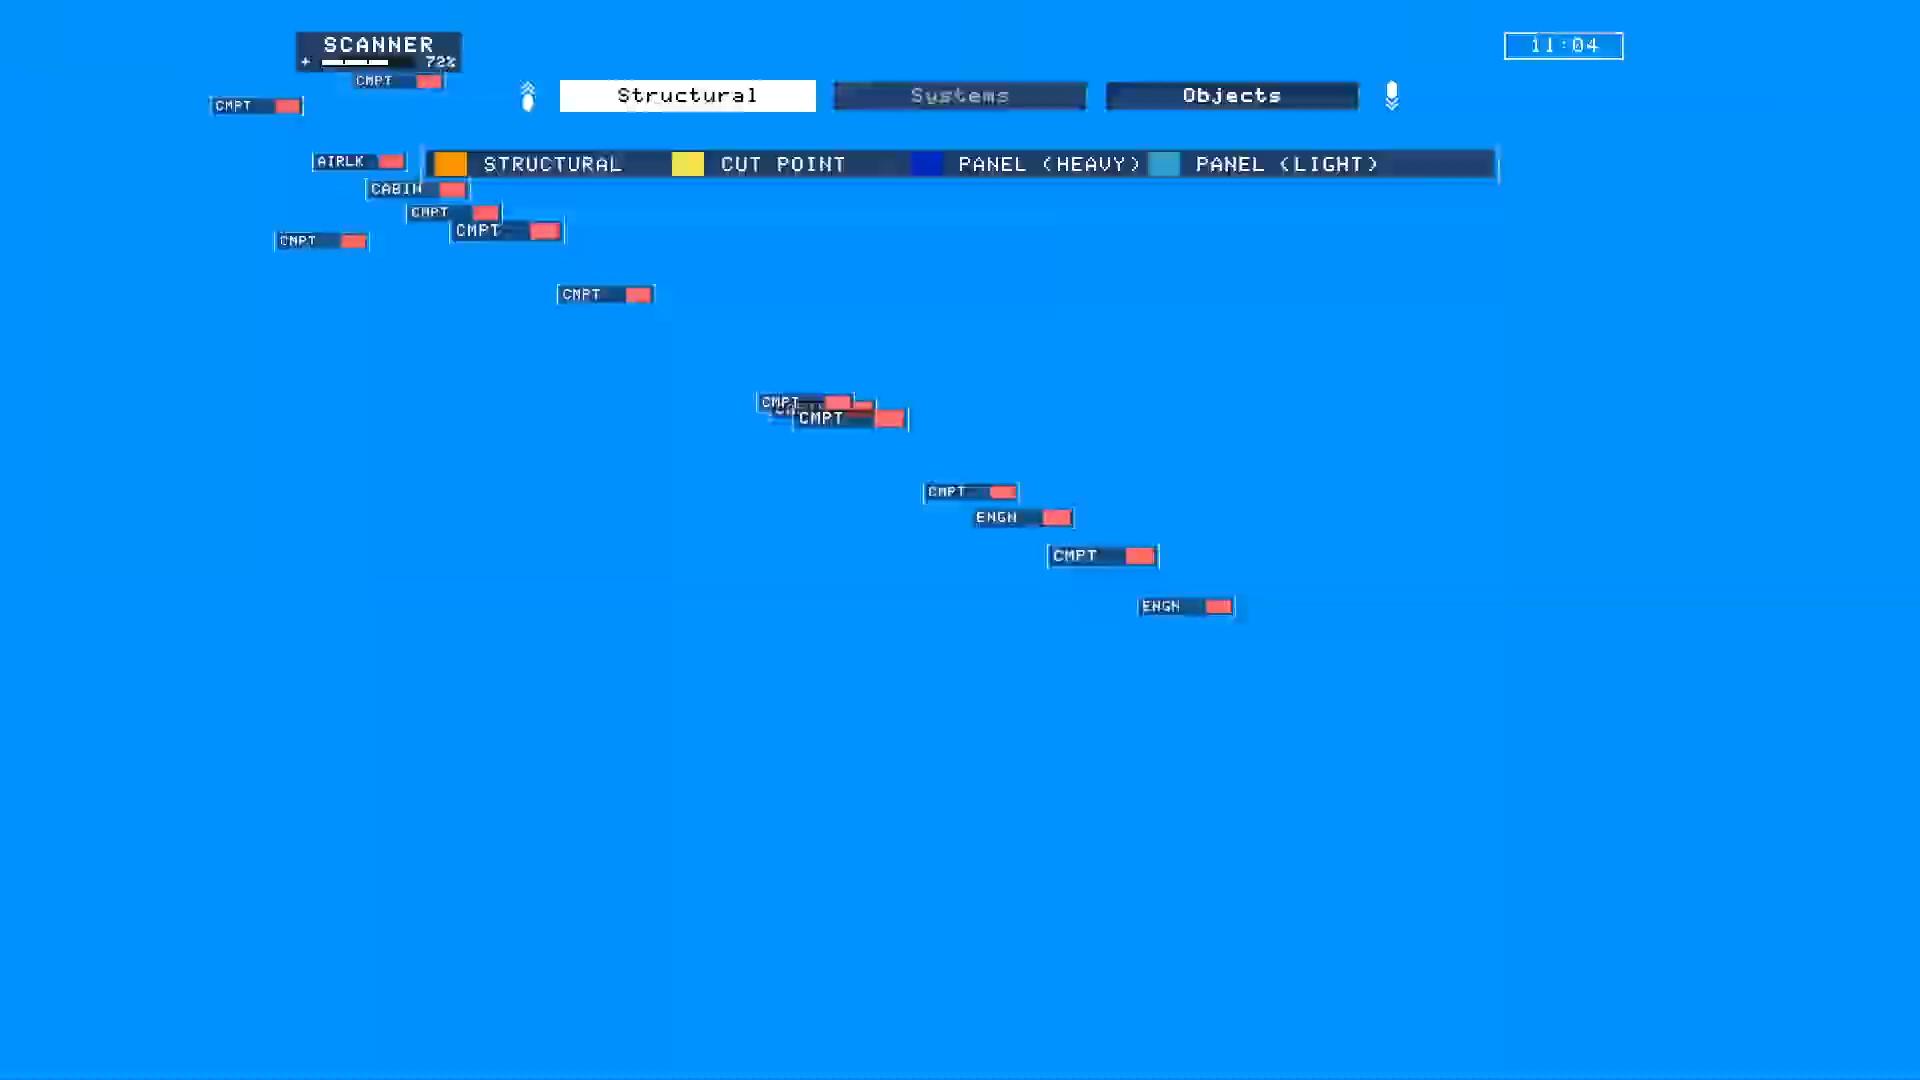 SCANNER
11:04
72%
CMPT
Structural
Systems
Objects
CMPT
AIRLK
STRUCTURAL
CUT POINT
PANEL (HEAVY)
PANEL (LIGHT)
CABIN
CMPT
CMPT
CMPT
CMPT
CMPT
CMPT
CMPT
ENGN
CMPT
ENGN